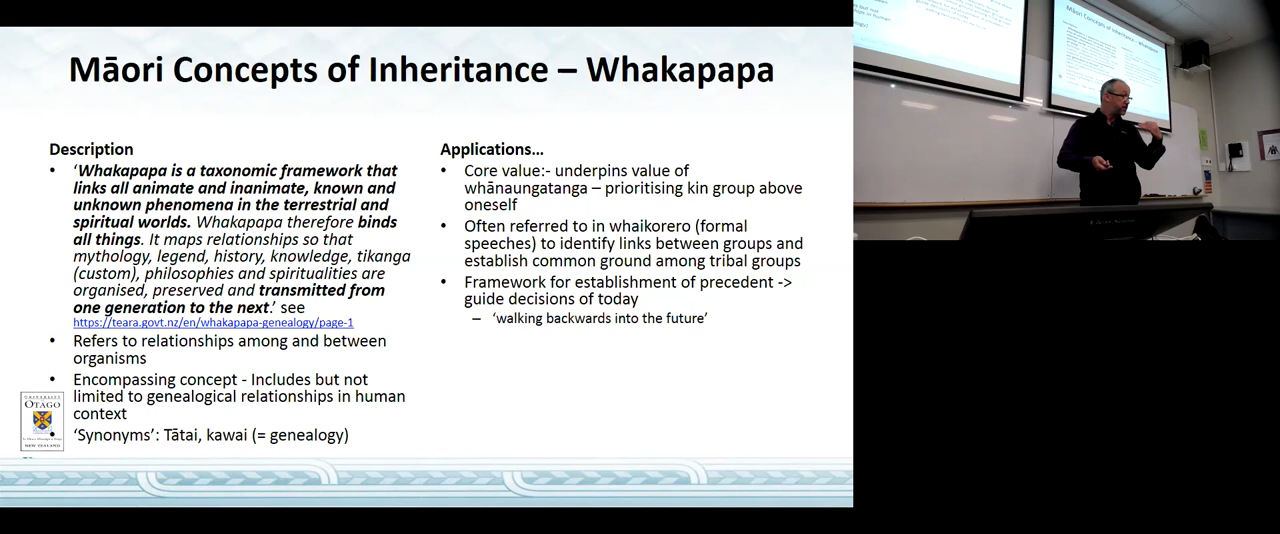 Māori Concepts of Inheritance – Whakapapa
Description
• ‘Whakapapa is a taxonomic framework that
links all animate and inanimate, known and
unknown phenomena in the terrestrial and
spiritual worlds. Whakapapa therefore binds
all things. It maps relationships so that
mythology, legend, history, knowledge, tikanga
(custom), philosophies and spiritualities are
organised, preserved and transmitted from
one generation to the next.’ see
https://teara.govt.nz/en/whakapapa-genealogy/page-1
• Refers to relationships among and between
organisms
• Encompassing concept - Includes but not
limited to genealogical relationships in human
context
• ‘Synonyms’: Tātai, kawai (= genealogy)
Applications…
• Core value:- underpins value of
whānaungatanga – prioritising kin group above
oneself
• Often referred to in whaikorero (formal
speeches) to identify links between groups and
establish common ground among tribal groups
• Framework for establishment of precedent ->
guide decisions of today
– ‘walking backwards into the future’
UNIVERSITY
OTAGO
NEW ZEALAND
Māori Concepts of Inheritance – Whakapapa